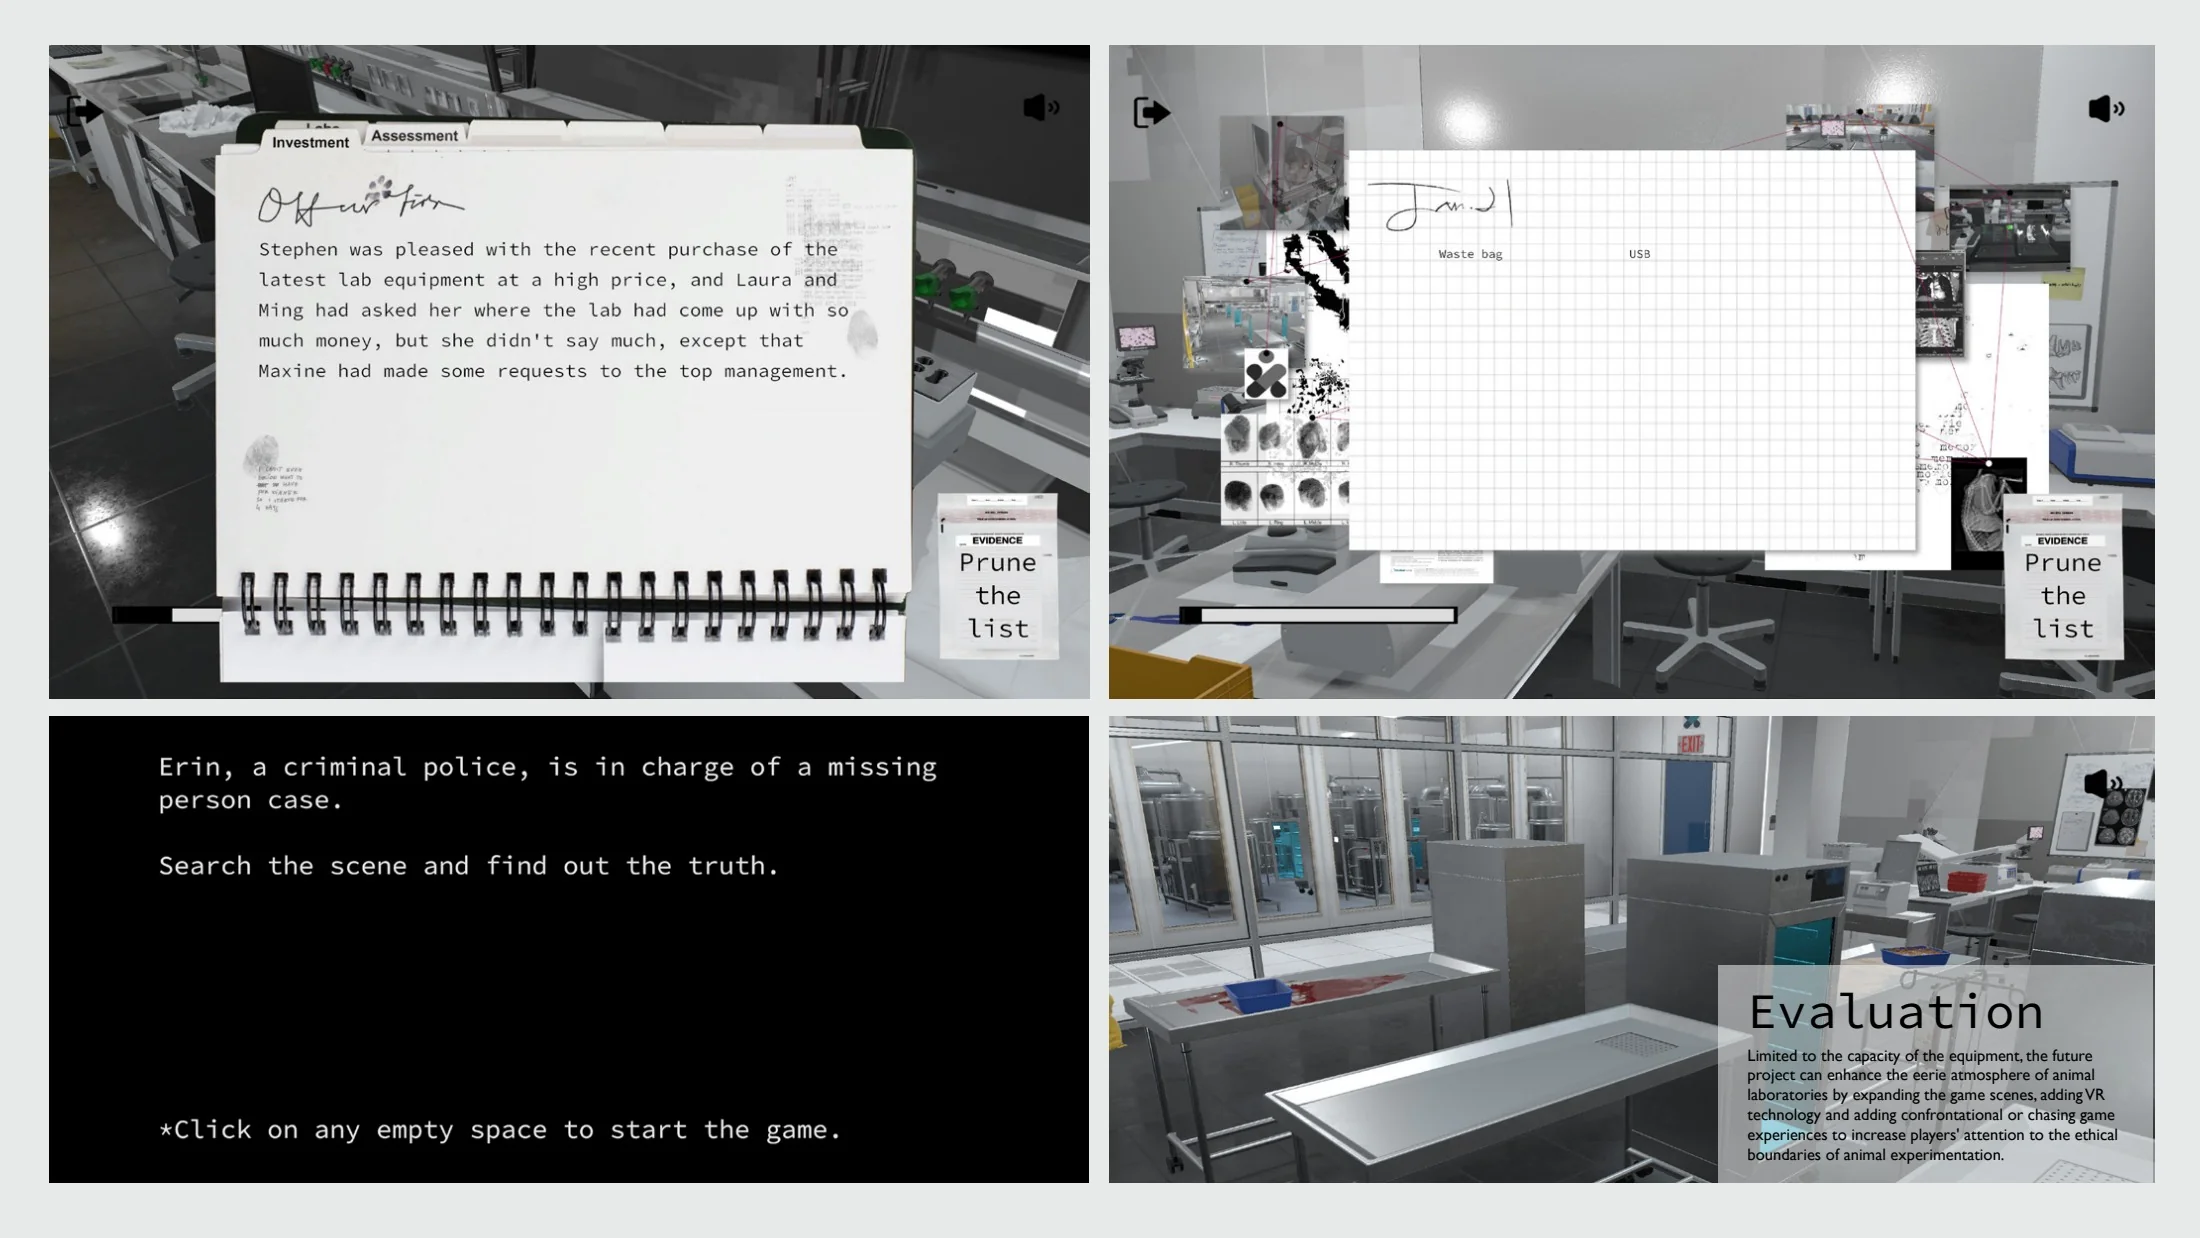 Labs
Investment
Assessment
Stephen was pleased with the recent purchase of the
latest lab equipment at a high price, and Laura and
Ming had asked her where the lab had come up with so
much money, but she didn't say much, except that
Maxine had made some requests to the top management.
EVIDENCE
Prune
the
list
Waste bag
USB
EVIDENCE
Prune
the
list
Erin, a criminal police, is in charge of a missing
person case.
Search the scene and find out the truth.
*Click on any empty space to start the game.
EXIT
Evaluation
Limited to the capacity of the equipment, the future
project can enhance the eerie atmosphere of animal
laboratories by expanding the game scenes, adding VR
technology and adding confrontational or chasing game
experiences to increase players' attention to the ethical
boundaries of animal experimentation.